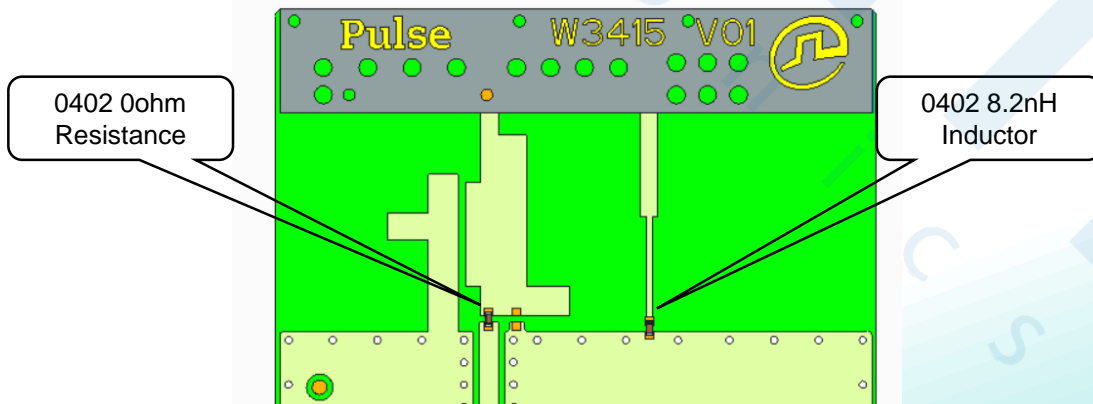 Pulse W3415 V01
0402 0ohm
Resistance
0402 8.2nH
Inductor
C
S